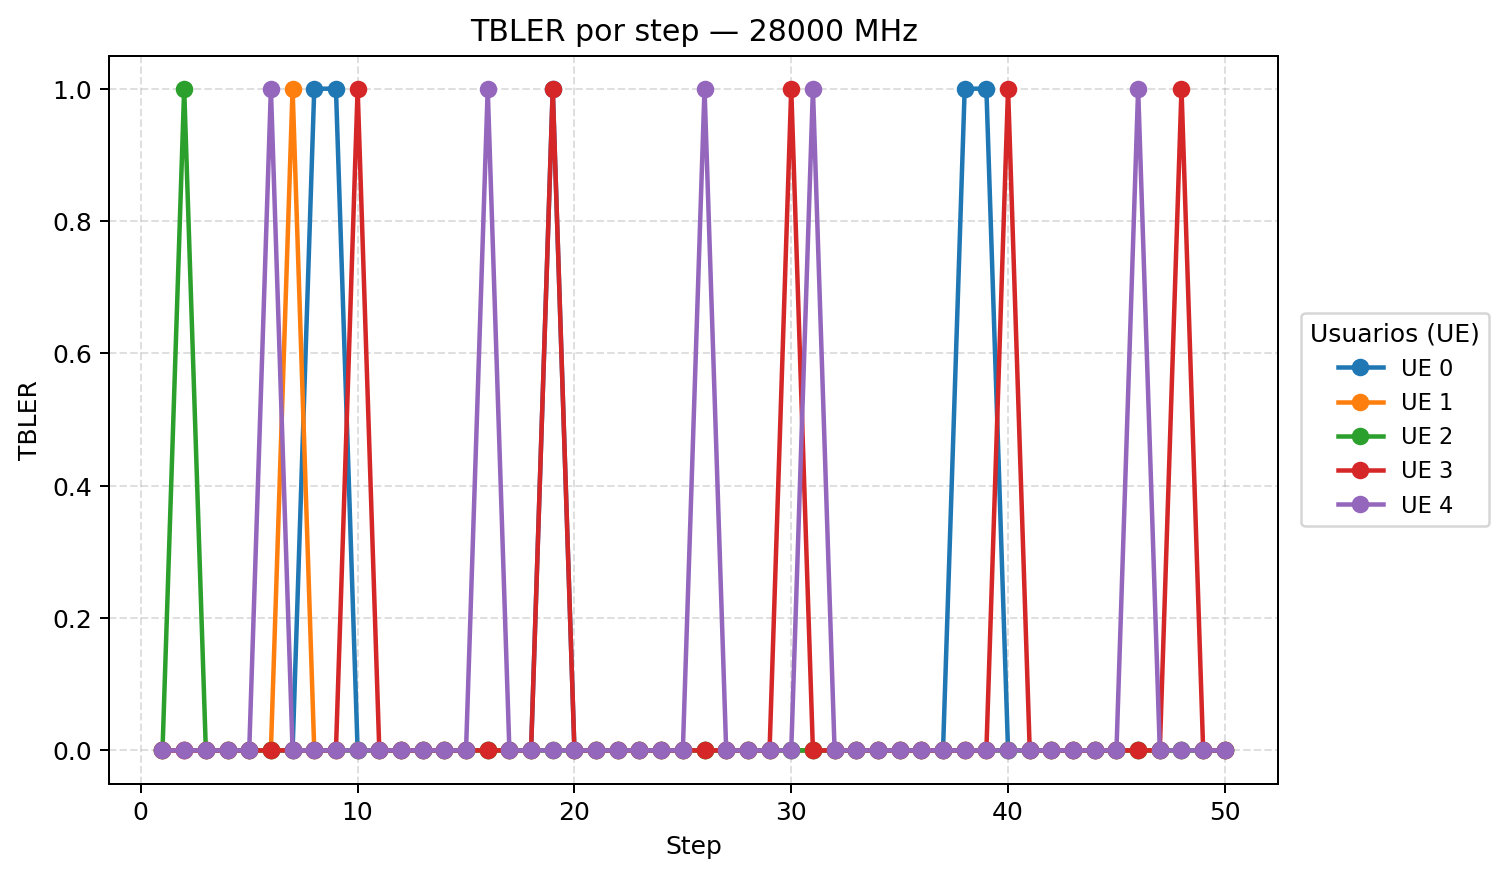 TBLER por step — 28000 MHz
TBLER
1.0
0.8
0.6
0.4
0.2
0.0
0
10
20
30
40
50
Step
Usuarios (UE)
UE 0
UE 1
UE 2
UE 3
UE 4